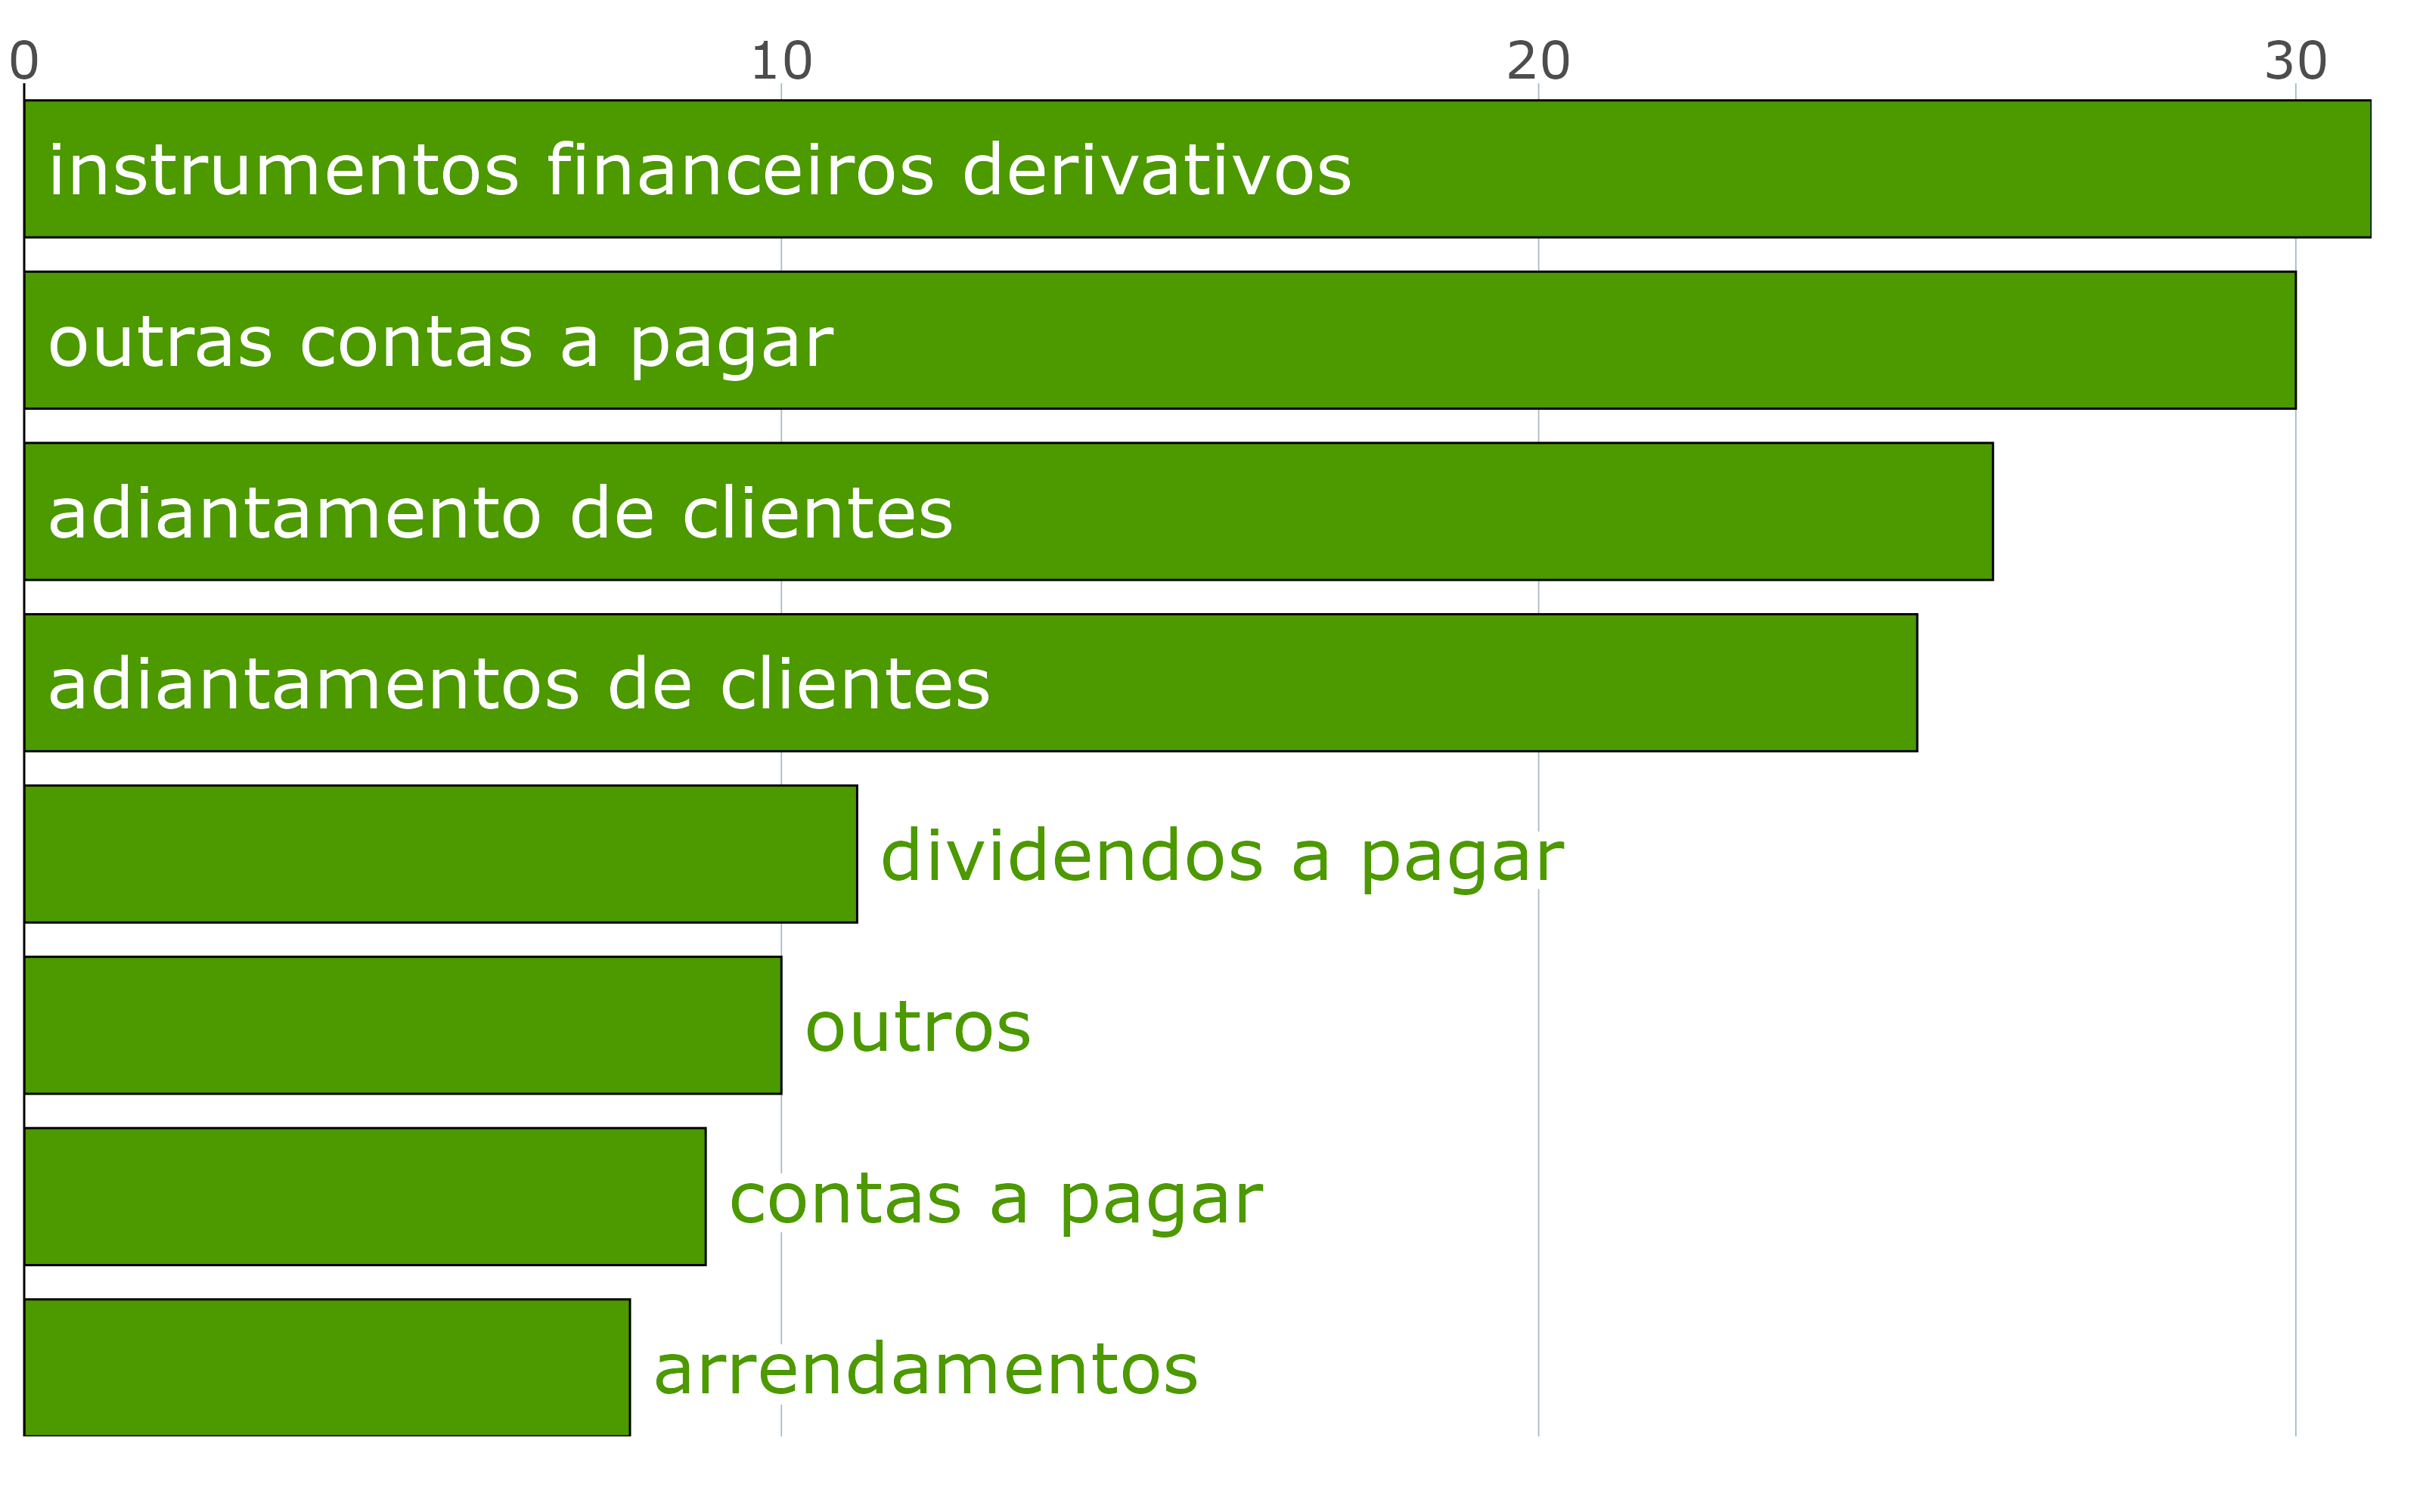 0 10 20 30
instrumentos financeiros derivativos
outras contas a pagar
adiantamento de clientes
adiantamentos de clientes
dividendos a pagar
outros
contas a pagar
arrendamentos